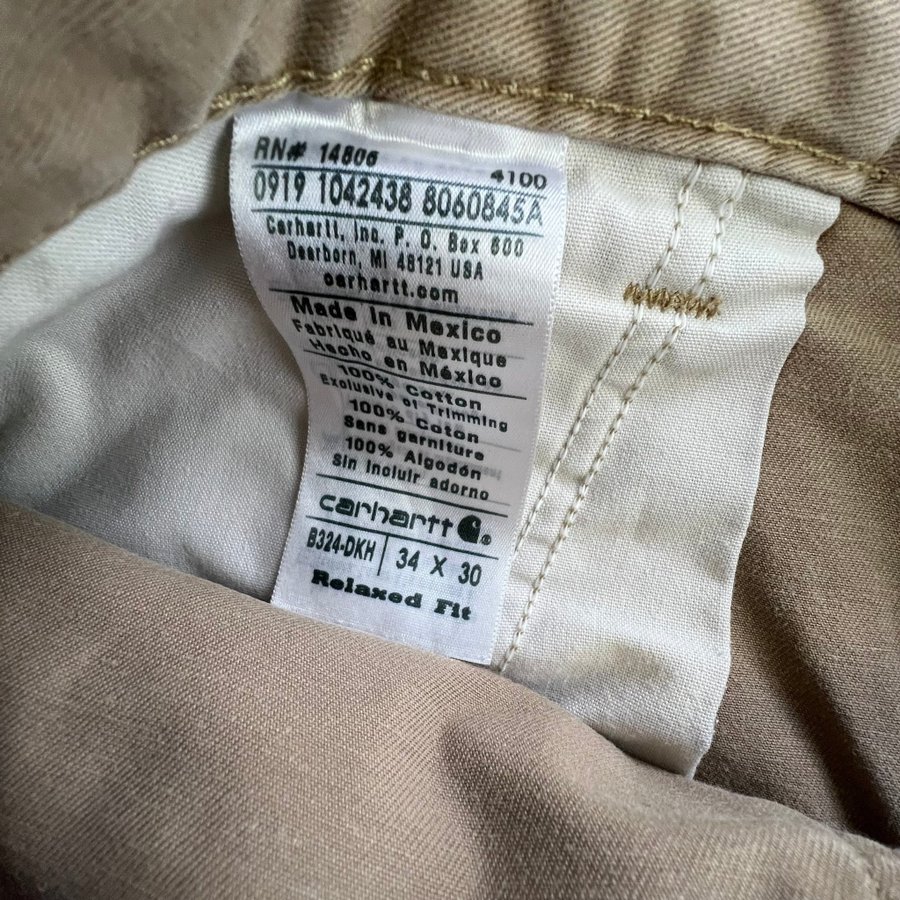 RN# 14806
4100
0919 1042438 8060845A
Carhartt, Inc. P. O. Box 600
Dearborn, MI 48121 USA
carhartt.com
Made in Mexico
Fabriqué au Mexique
Hecho en México
100% Cotton
Exclusive of Trimming
100% Coton
Sans garniture
100% Algodón
Sin incluir adorno
carhartt
B324-DKH 34 X 30
Relaxed Fit